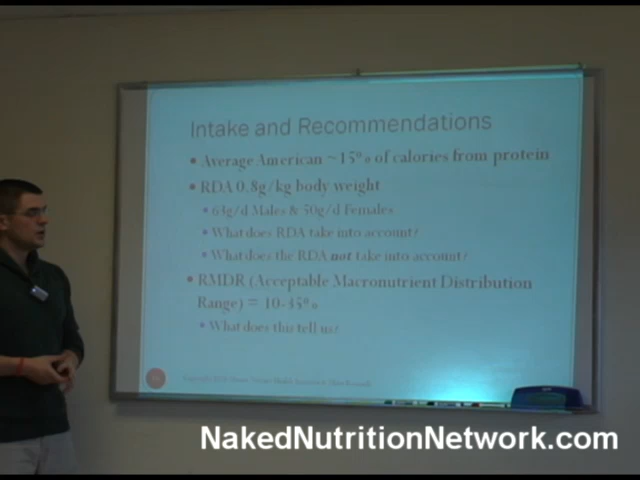 Intake and Recommendations
• Average American ~15% of calories from protein
• RDA 0.8g/kg body weight
• 63g/d Males & 50g/d Females
• What does RDA take into account?
• What does the RDA not take into account?
• RMDR (Acceptable Macronutrient Distribution
Range) = 10-35%
• What does this tell us?
NakedNutritionNetwork.com